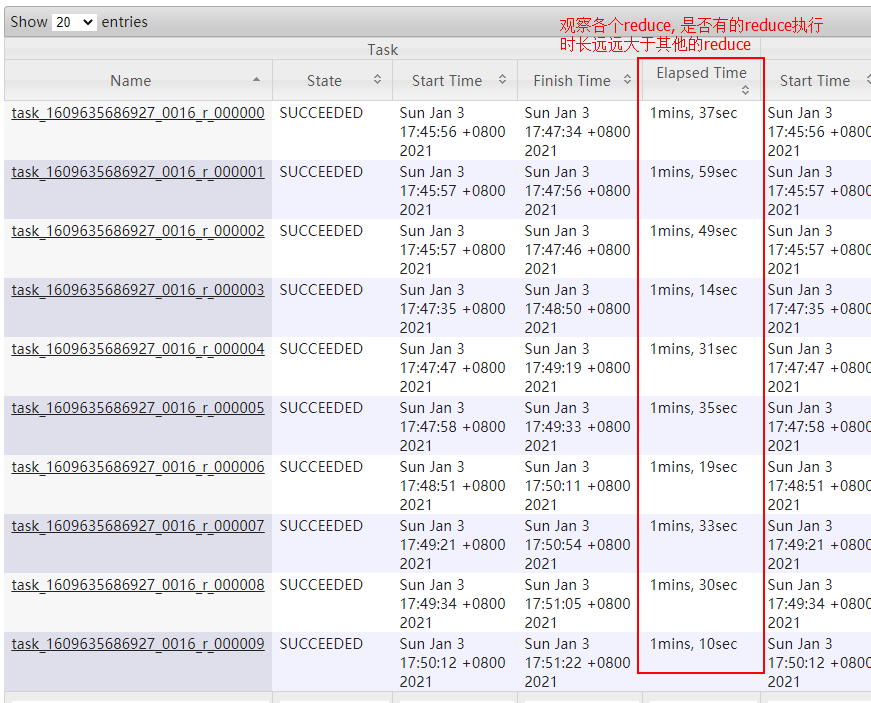 Show 20 entries
观察各个reduce, 是否有的reduce执行
时长远远大于其他的reduce
Task
Name State Start Time Finish Time Elapsed Time Start Time
task_1609635686927_0016_r_000000 SUCCEEDED Sun Jan 3 Sun Jan 3 1mins, 37sec Sun Jan 3
17:45:56 +0800 17:47:34 +0800 17:45:56 +0800
2021 2021 2021
task_1609635686927_0016_r_000001 SUCCEEDED Sun Jan 3 Sun Jan 3 1mins, 59sec Sun Jan 3
17:45:57 +0800 17:47:56 +0800 17:45:57 +0800
2021 2021 2021
task_1609635686927_0016_r_000002 SUCCEEDED Sun Jan 3 Sun Jan 3 1mins, 49sec Sun Jan 3
17:45:57 +0800 17:47:46 +0800 17:45:57 +0800
2021 2021 2021
task_1609635686927_0016_r_000003 SUCCEEDED Sun Jan 3 Sun Jan 3 1mins, 14sec Sun Jan 3
17:47:35 +0800 17:48:50 +0800 17:47:35 +0800
2021 2021 2021
task_1609635686927_0016_r_000004 SUCCEEDED Sun Jan 3 Sun Jan 3 1mins, 31sec Sun Jan 3
17:47:47 +0800 17:49:19 +0800 17:47:47 +0800
2021 2021 2021
task_1609635686927_0016_r_000005 SUCCEEDED Sun Jan 3 Sun Jan 3 1mins, 35sec Sun Jan 3
17:47:58 +0800 17:49:33 +0800 17:47:58 +0800
2021 2021 2021
task_1609635686927_0016_r_000006 SUCCEEDED Sun Jan 3 Sun Jan 3 1mins, 19sec Sun Jan 3
17:48:51 +0800 17:50:11 +0800 17:48:51 +0800
2021 2021 2021
task_1609635686927_0016_r_000007 SUCCEEDED Sun Jan 3 Sun Jan 3 1mins, 33sec Sun Jan 3
17:49:21 +0800 17:50:54 +0800 17:49:21 +0800
2021 2021 2021
task_1609635686927_0016_r_000008 SUCCEEDED Sun Jan 3 Sun Jan 3 1mins, 30sec Sun Jan 3
17:49:34 +0800 17:51:05 +0800 17:49:34 +0800
2021 2021 2021
task_1609635686927_0016_r_000009 SUCCEEDED Sun Jan 3 Sun Jan 3 1mins, 10sec Sun Jan 3
17:50:12 +0800 17:51:22 +0800 17:50:12 +0800
2021 2021 2021